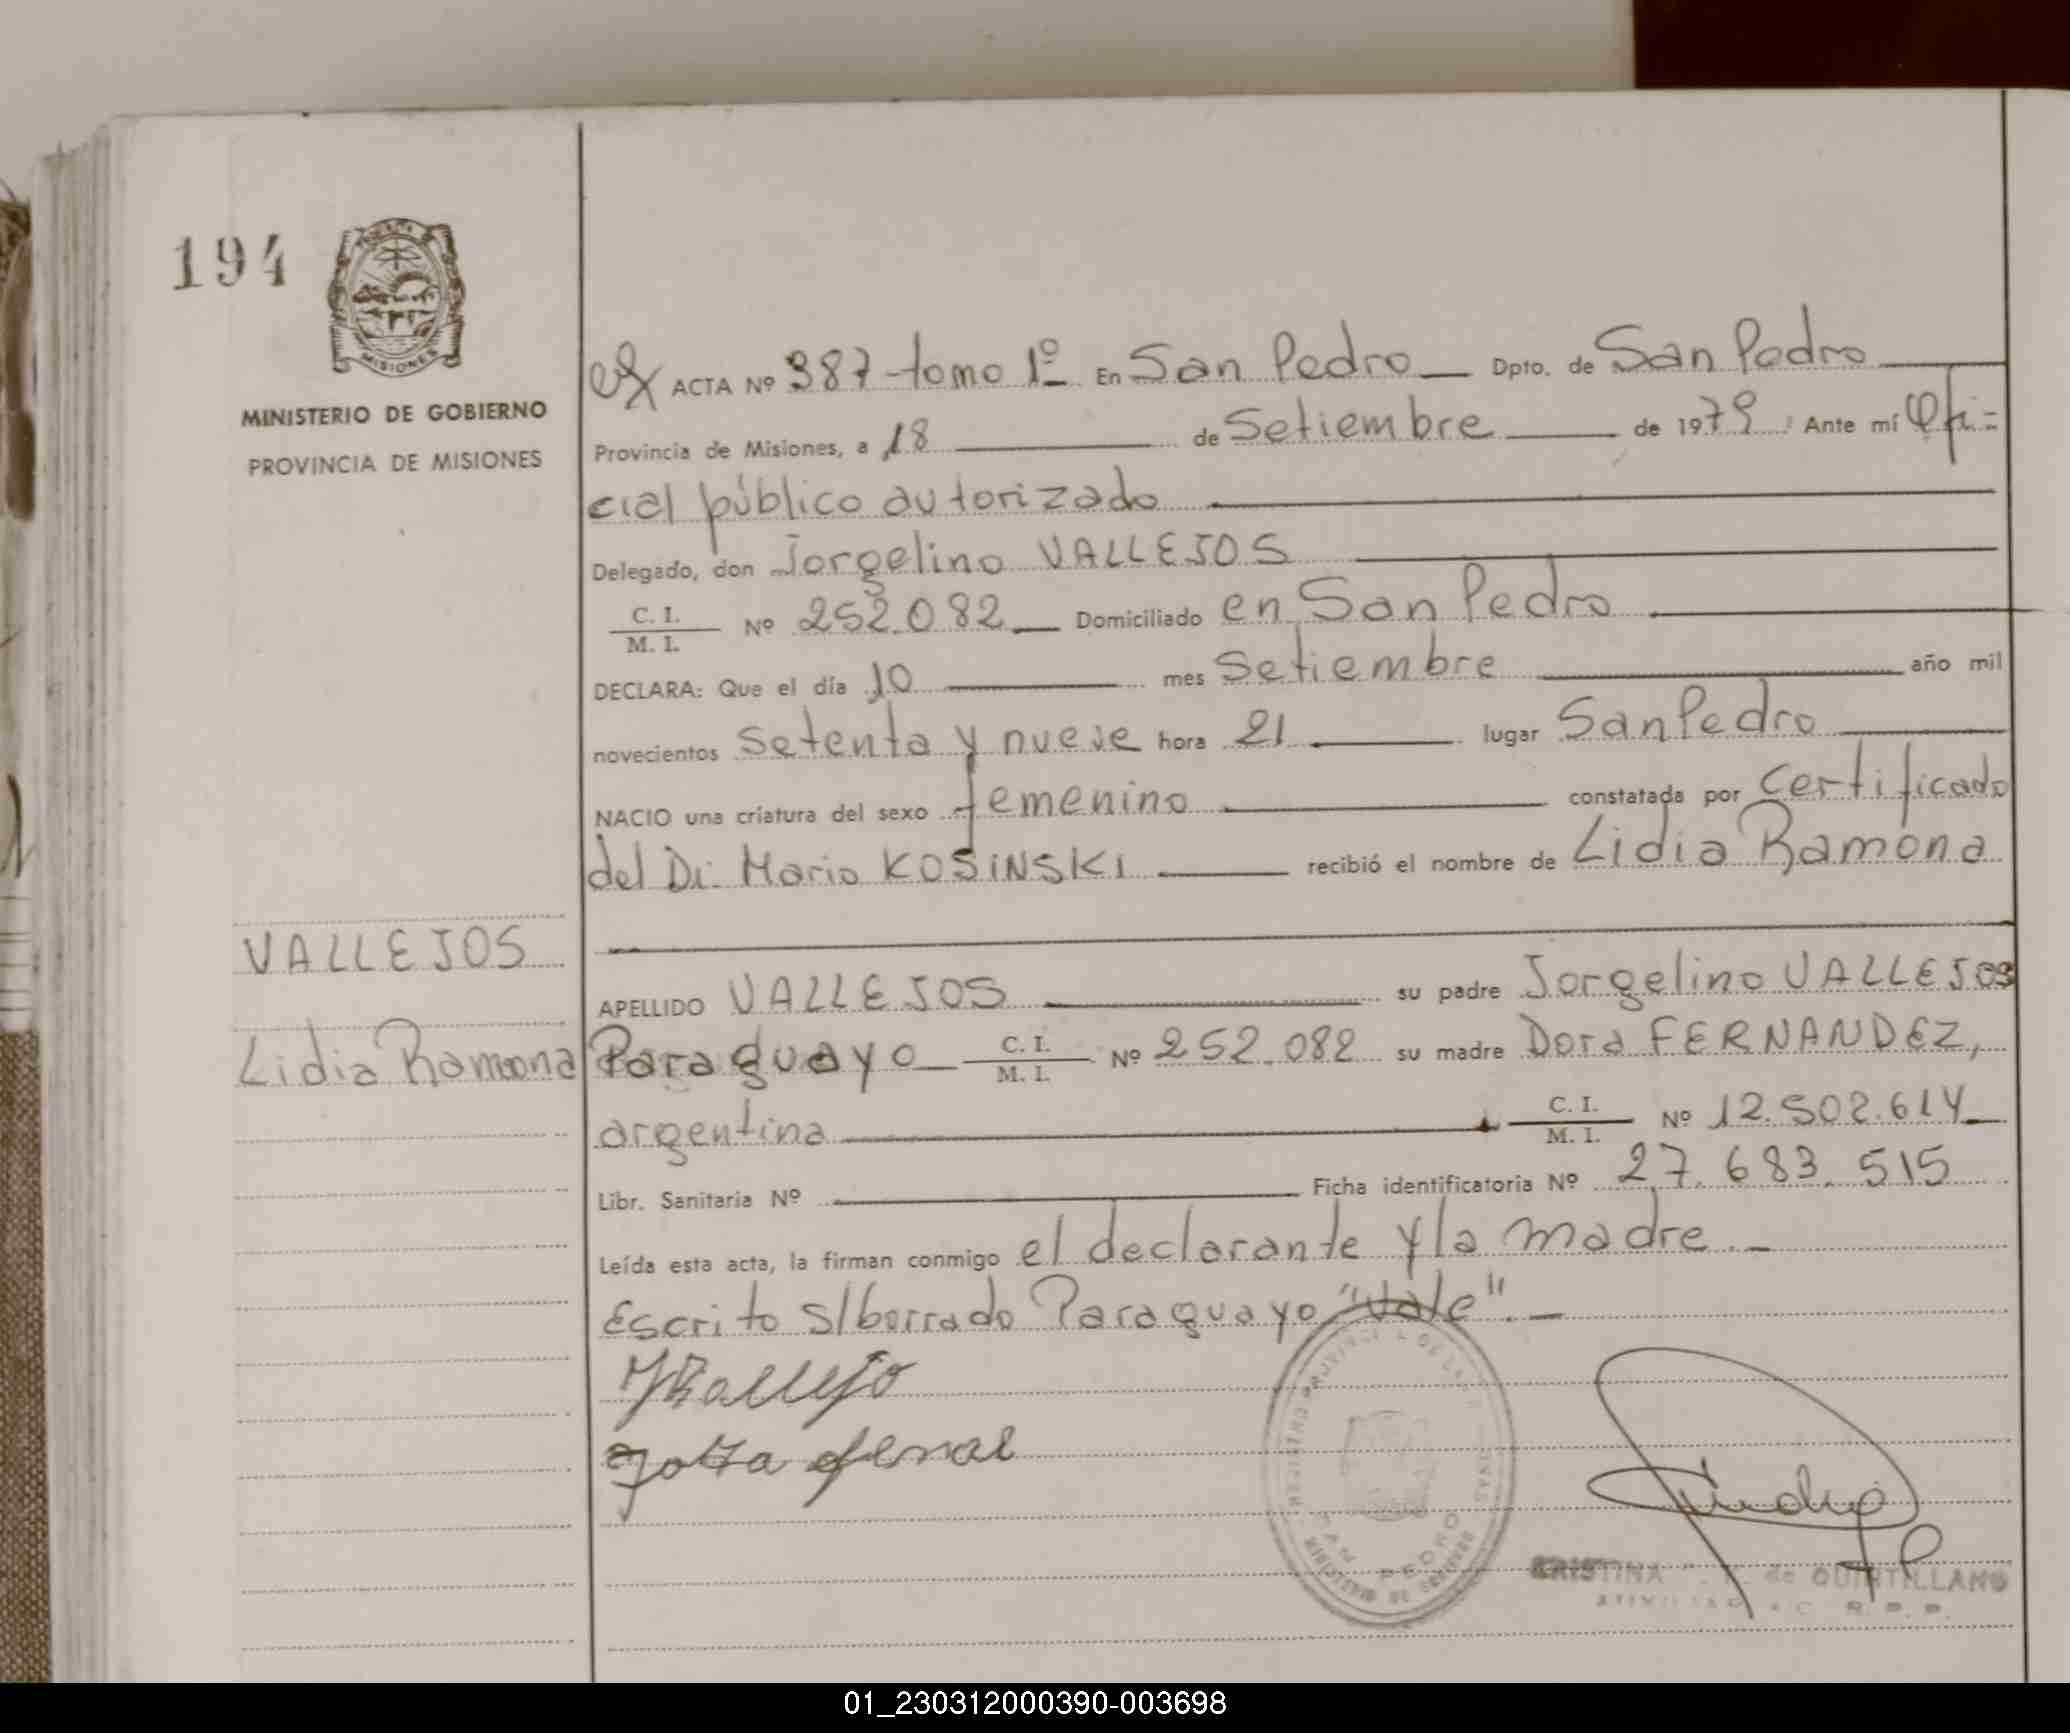 194
MISIONES
MINISTERIO DE GOBIERNO
PROVINCIA DE MISIONES
ACTA Nº 387 - tomo 1º En San Pedro Dpto. de San Pedro
Provincia de Misiones, a 18 de Setiembre de 1979 Ante mí Ofi=
cial público autorizado
Delegado, don Jorgelino VALLEJOS
C. I.
M. I. Nº 252.082 Domiciliado en San Pedro
DECLARA: Que el día 10 mes Setiembre año mil
novecientos setenta y nueve hora 21 lugar San Pedro
NACIO una criatura del sexo femenino constatada por certificado
del Dr. Mario KOSINSKI recibió el nombre de Lidia Ramona
VALLEJOS
APELLIDO VALLEJOS su padre Jorgelino VALLEJOS
Lidia Ramona
Paraguayo C. I.
M. I. Nº 252.082 su madre Dora FERNANDEZ,
argentina C. I.
M. I. Nº 12.502.614
Libr. Sanitaria Nº Ficha identificatoria Nº 27.683.515
Leída esta acta, la firman conmigo el declarante y la madre.-
Escrito s/borrado Paraguayo "Vale".-
SAN PEDRO
MINISTERIO DE GOBIERNO
de QUINTILLANO
01_230312000390-003698